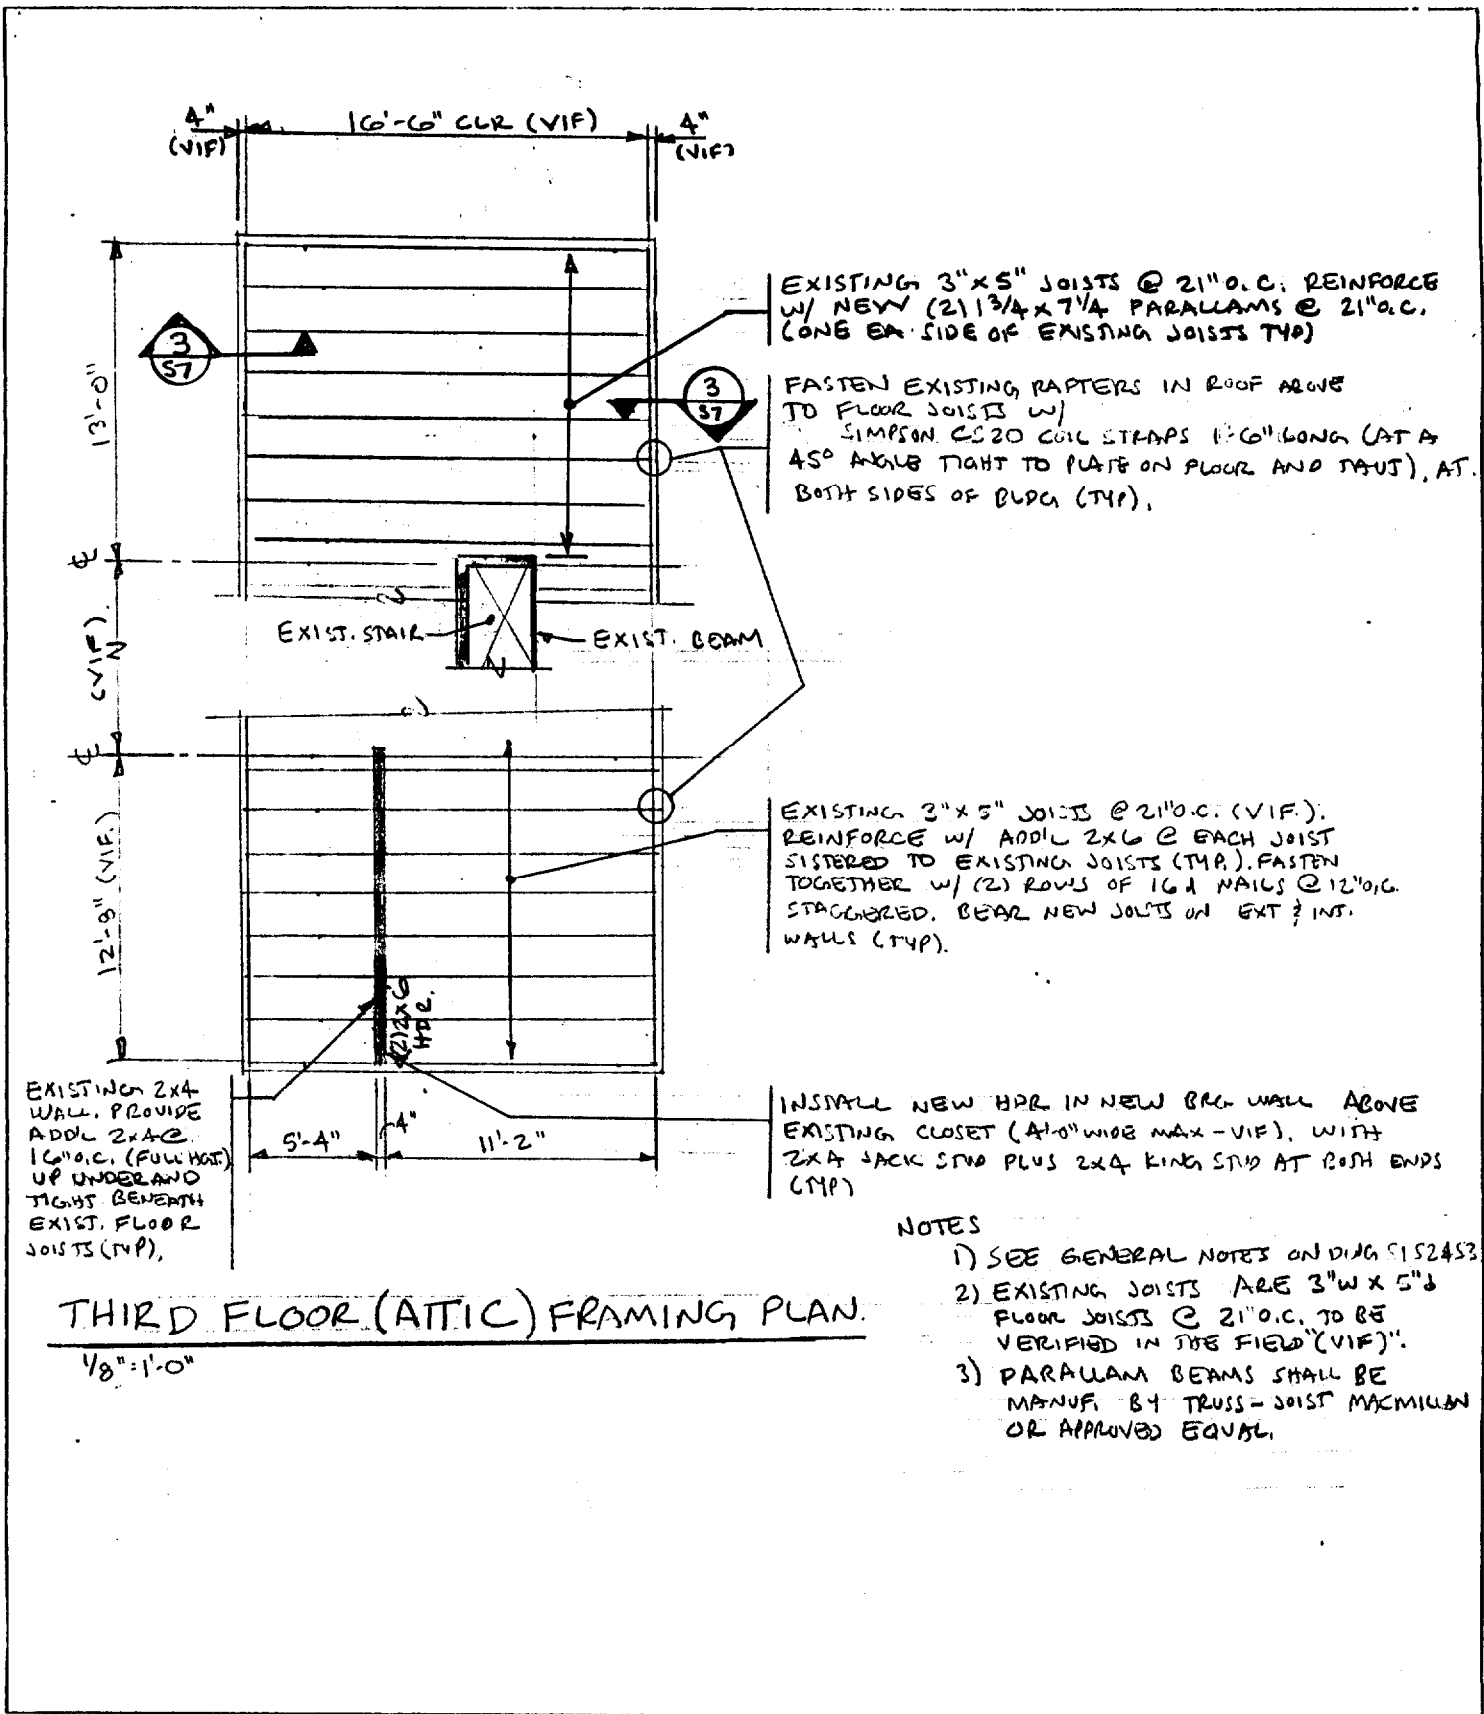 4" 16'-6" CLR (VIF) 4"
(VIF) (VIF)
EXISTING 3"x5" JOISTS @ 21" O.C. REINFORCE
W/ NEW (2) 1 3/4 x 7 1/4 PARALLAMS @ 21" O.C.
(ONE EA. SIDE OF EXISTING JOISTS TYP)
3
S7
13'-0"
3
S7
FASTEN EXISTING RAFTERS IN ROOF ABOVE
TO FLOOR JOISTS W/
SIMPSON CS20 COIL STRAPS 1'-6" LONG (AT A
45° ANGLE TIGHT TO PLATE ON FLOOR AND TAUT), AT
BOTH SIDES OF BLDG (TYP).
℄
(VIF)
N
EXIST. STAIR
EXIST. BEAM
℄
12'-8" (VIF.)
EXISTING 3"x5" JOISTS @ 21" O.C. (VIF.).
REINFORCE W/ ADD'L 2x6 @ EACH JOIST
SISTERED TO EXISTING JOISTS (TYP.). FASTEN
TOGETHER W/ (2) ROWS OF 16d NAILS @ 12" O.C.
STAGGERED. BEAR NEW JOISTS ON EXT & INT.
WALLS (TYP).
(2) 2x6
HDR.
EXISTING 2x4
WALL. PROVIDE
ADD'L 2x4 @
16" O.C. (FULL HGT.)
UP UNDER AND
TIGHT BENEATH
EXIST. FLOOR
JOISTS (TYP).
5'-4" 4" 11'-2"
INSTALL NEW HDR IN NEW BRG WALL ABOVE
EXISTING CLOSET (4'-0" WIDE MAX - VIF). WITH
2x4 JACK STUD PLUS 2x4 KING STUD AT BOTH ENDS
(TYP)
NOTES
1) SEE GENERAL NOTES ON DWG S1 S2 & S3
2) EXISTING JOISTS ARE 3"W X 5"d
FLOOR JOISTS @ 21" O.C. TO BE
VERIFIED IN THE FIELD "(VIF)".
3) PARALLAM BEAMS SHALL BE
MANUF. BY TRUSS-JOIST MACMILLAN
OR APPROVED EQUAL.
THIRD FLOOR (ATTIC) FRAMING PLAN.
1/8" = 1'-0"